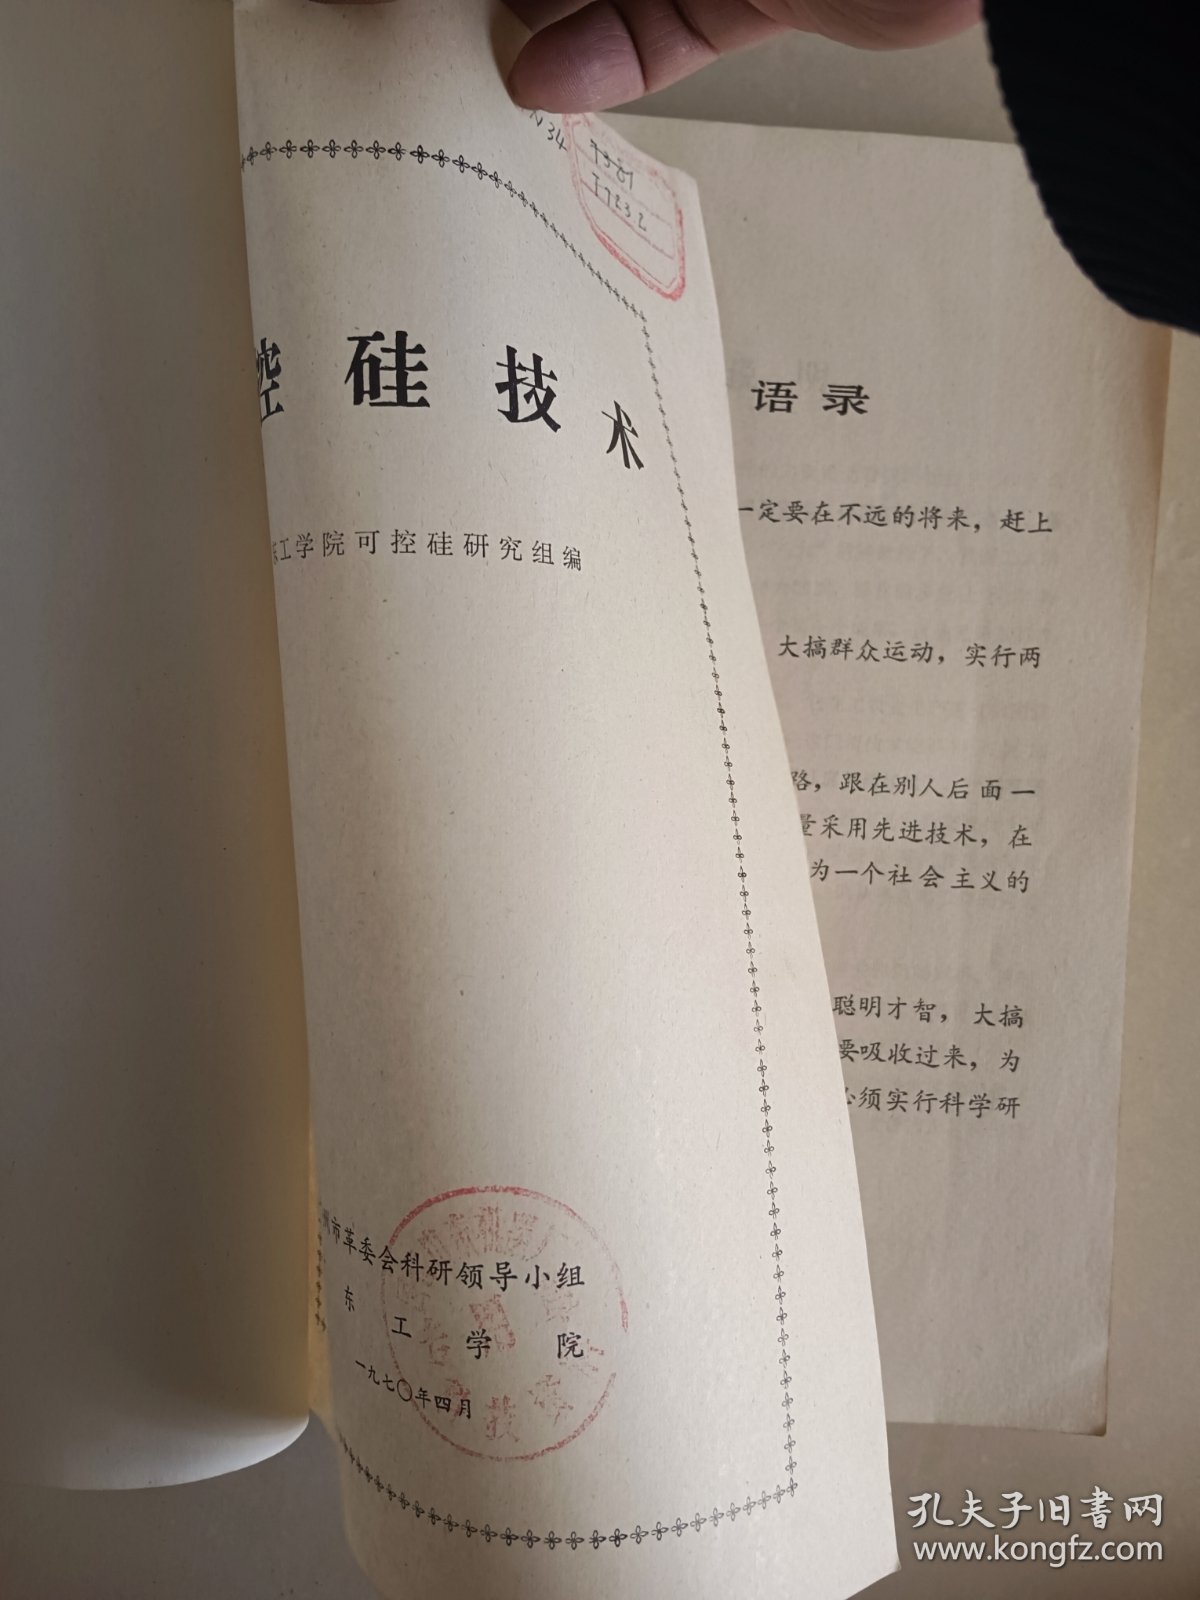 34
T7232
控硅技术
东工学院可控硅研究组编
州市革委会科研领导小组
东工学院
一九七〇年四月
语录
一定要在不远的将来，赶上
大搞群众运动，实行两
路，跟在别人后面一
量采用先进技术，在
为一个社会主义的
聪明才智，大搞
要吸收过来，为
必须实行科学研
孔夫子旧书网
www.kongfz.com